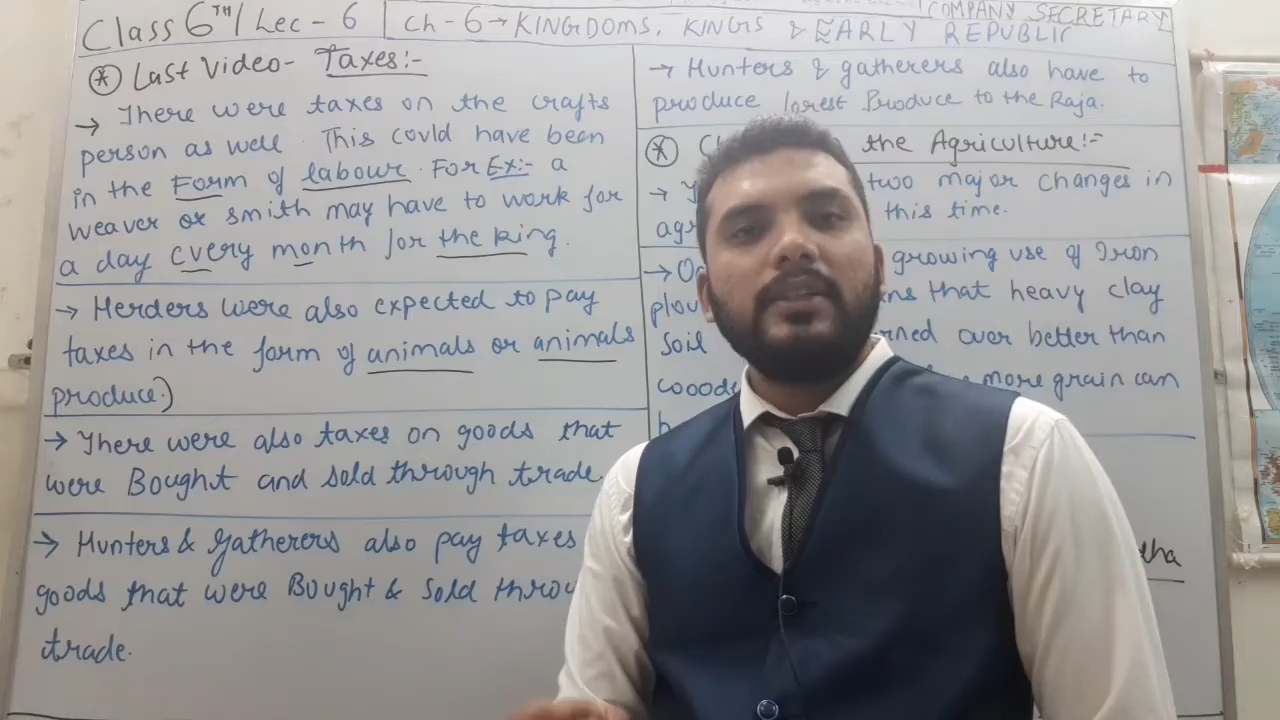 Class 6TH / Lec - 6
Ch - 6 → KINGDOMS, KINGS & EARLY REPUBLIC
COMPANY SECRETARY
* Last Video - Taxes:-
→ There were taxes on the crafts
person as well This could have been
in the Form of labour. For Ex:- a
weaver or smith may have to work for
a day every month for the king.
→ Herders were also expected to pay
taxes in the form of animals or animals
produce.)
→ There were also taxes on goods that
were Bought and sold through trade.
→ Hunters & Gatherers also pay taxes
goods that were Bought & Sold throu
trade.
→ Hunters & gatherers also have to
produce forest Produce to the Raja.
* the Agriculture:-
→ two major changes in
this time.
→ growing use of Iron
that heavy clay
soil over better than
more grain can